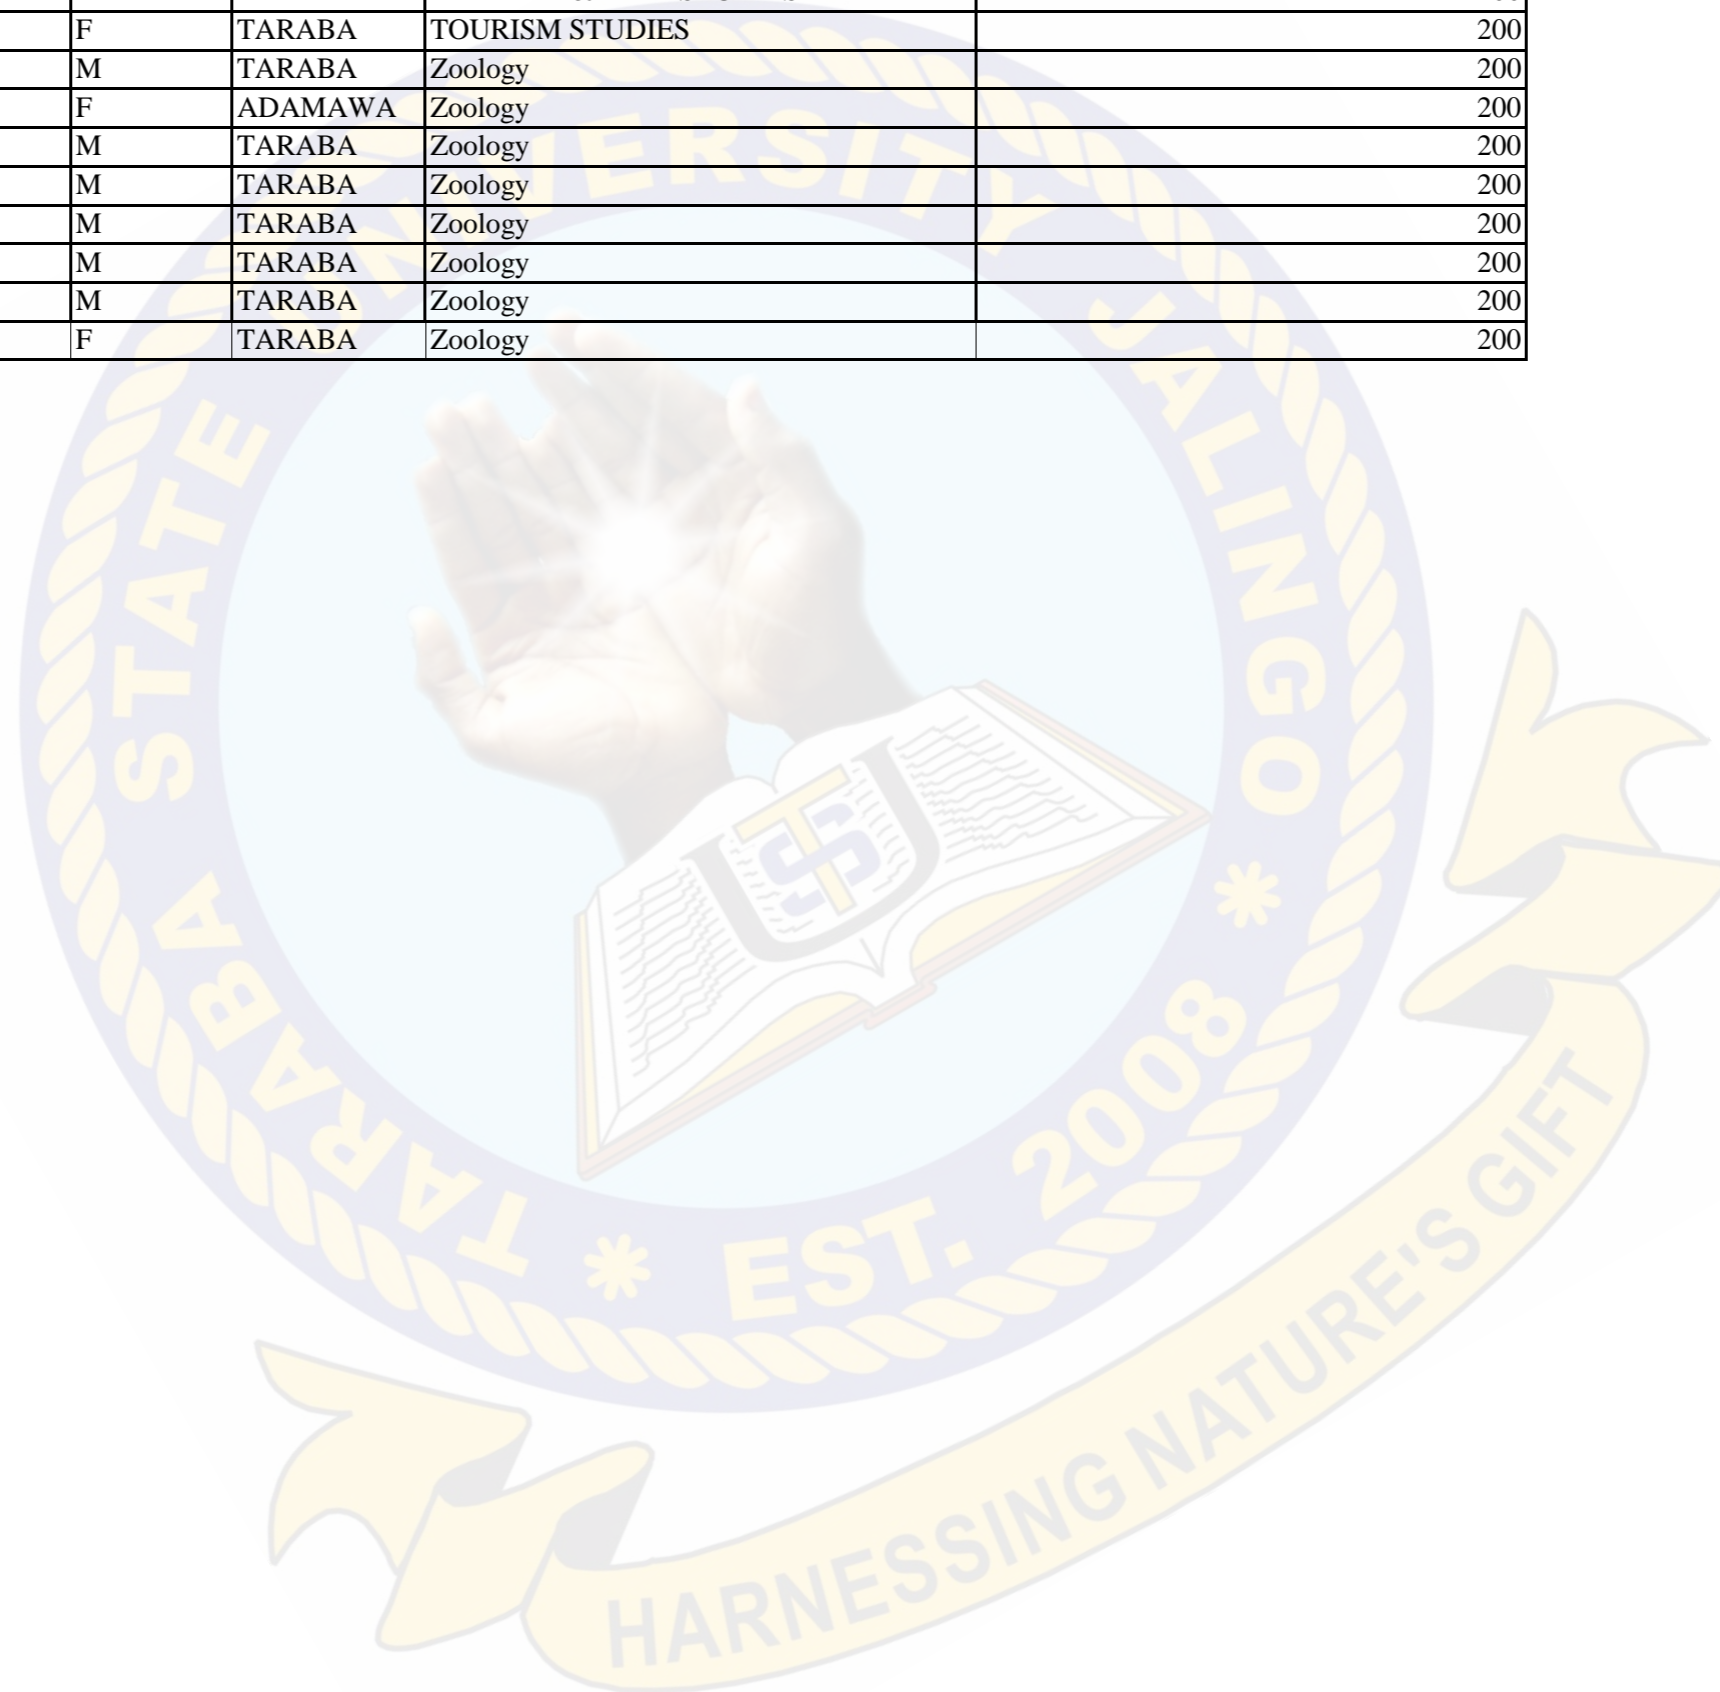 F TARABA TOURISM STUDIES 200
M TARABA Zoology 200
F ADAMAWA Zoology 200
M TARABA Zoology 200
M TARABA Zoology 200
M TARABA Zoology 200
M TARABA Zoology 200
M TARABA Zoology 200
F TARABA Zoology 200
TARABA STATE UNIVERSITY JALINGO
EST. 2008
TSU
HARNESSING NATURE'S GIFT